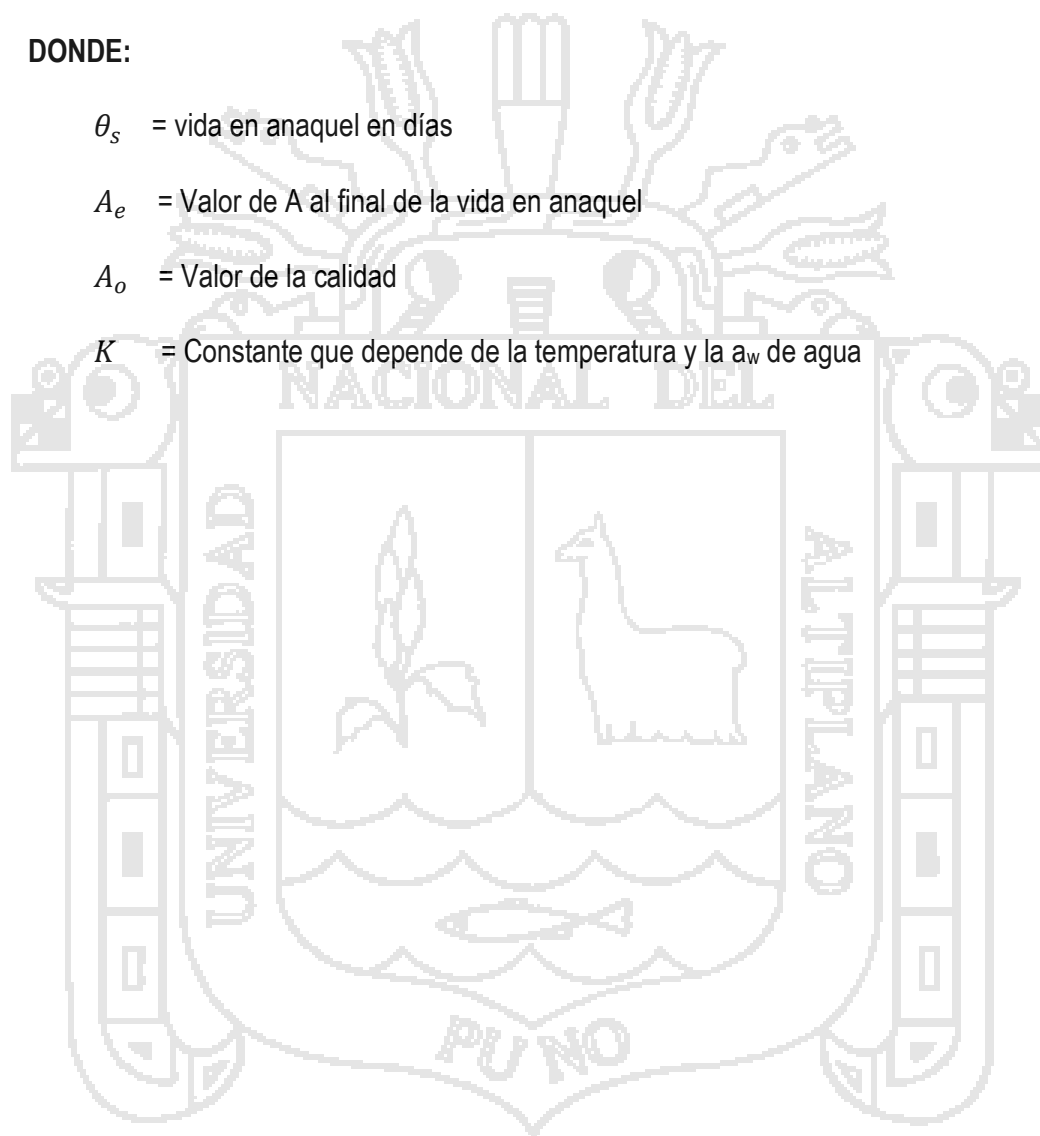 DONDE:
θₛ = vida en anaquel en días
Aₑ = Valor de A al final de la vida en anaquel
Aₒ = Valor de la calidad
K = Constante que depende de la temperatura y la a_w de agua
NACIONAL DEL
UNIVERSIDAD
ALTIPLANO
PUNO